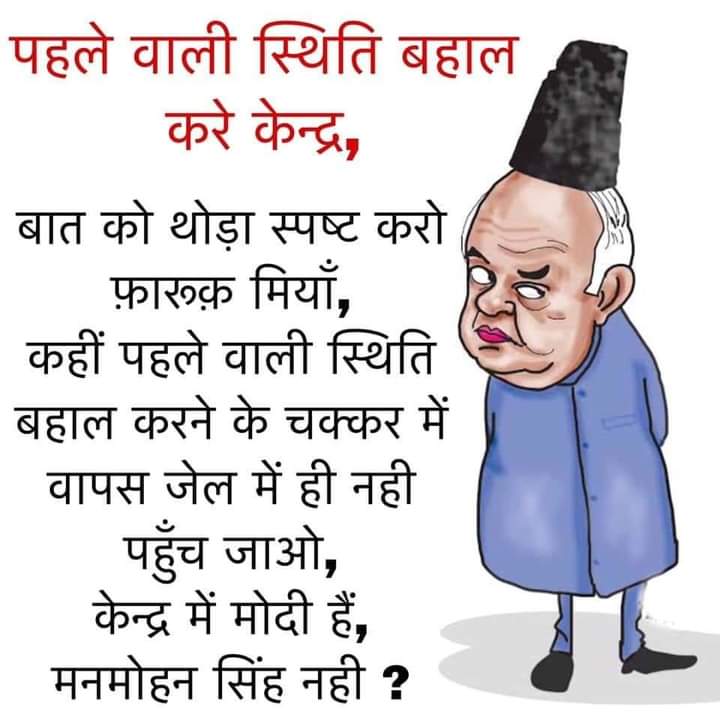 पहले वाली स्थिति बहाल
करे केन्द्र,
बात को थोड़ा स्पष्ट करो
फ़ारूक़ मियाँ,
कहीं पहले वाली स्थिति
बहाल करने के चक्कर में
वापस जेल में ही नही
पहुँच जाओ,
केन्द्र में मोदी हैं,
मनमोहन सिंह नही ?